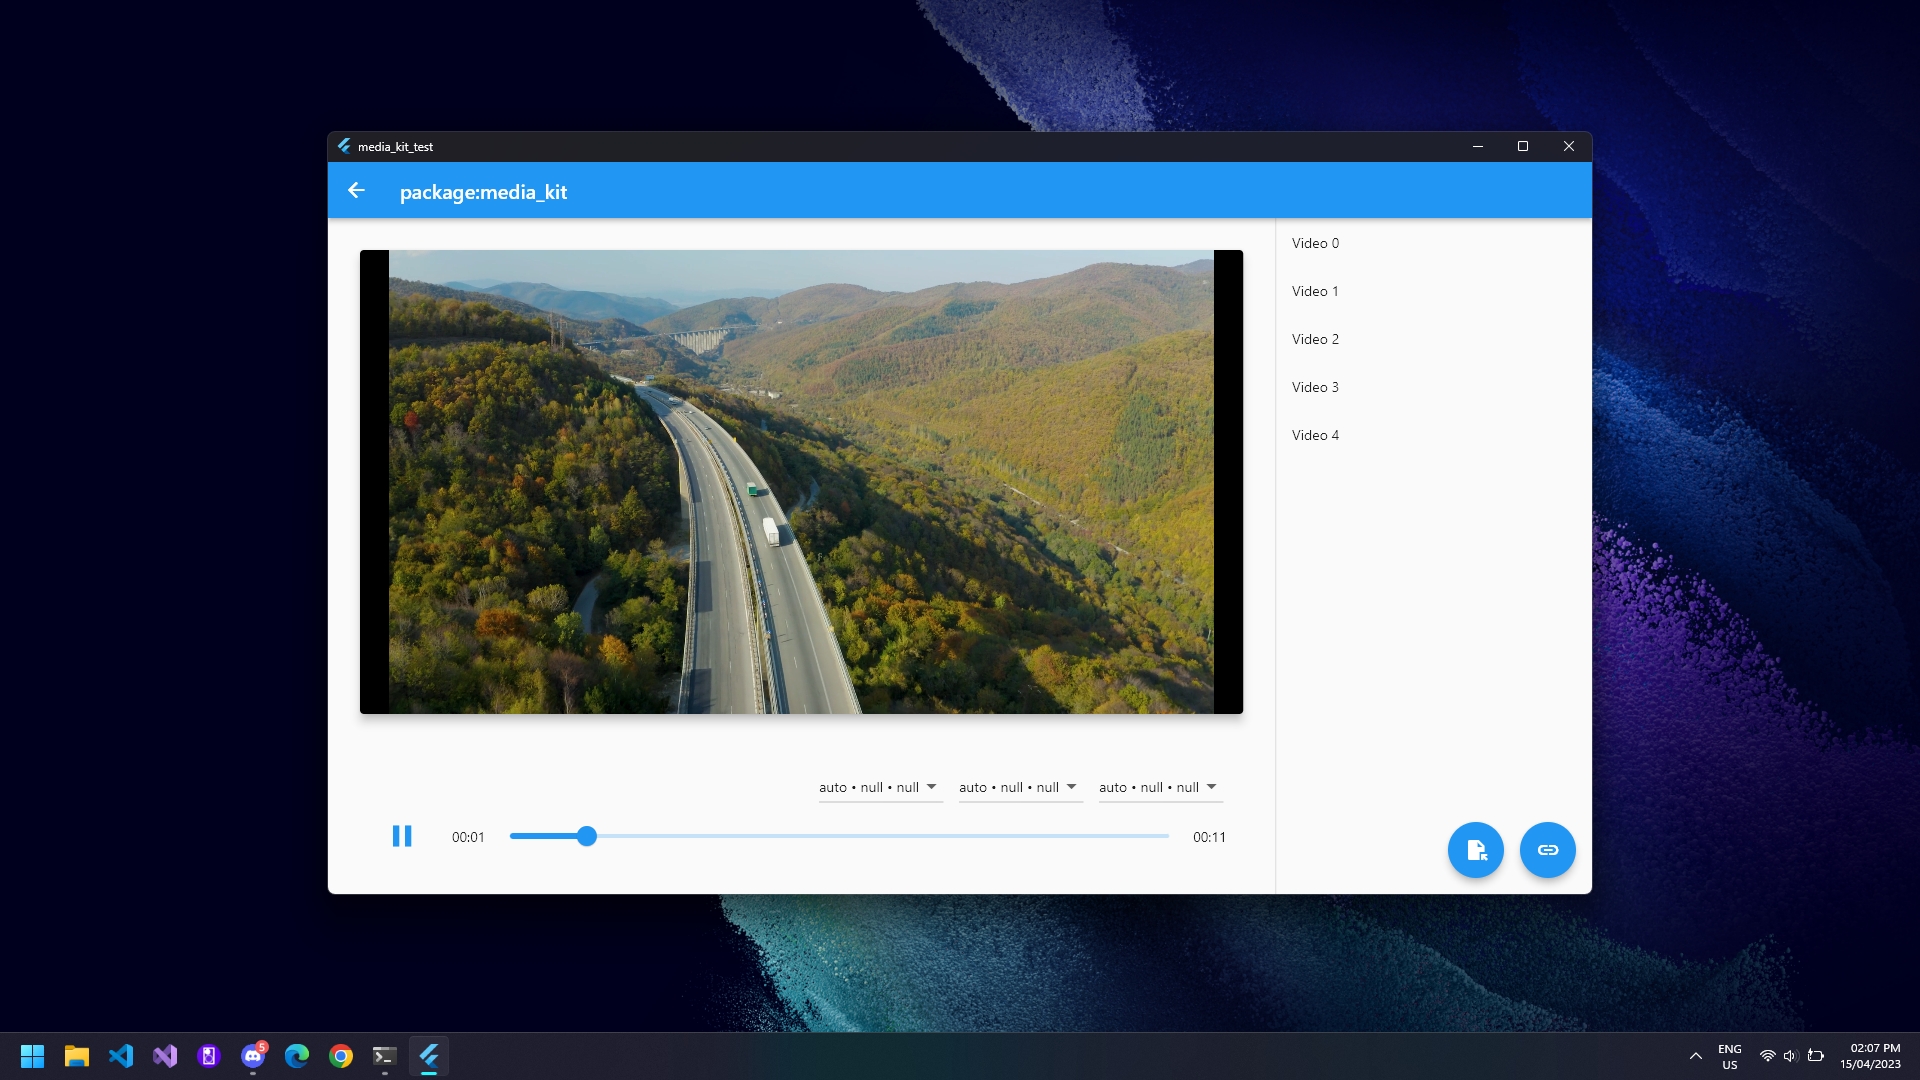 media_kit_test
package:media_kit
Video 0
Video 1
Video 2
Video 3
Video 4
auto • null • null
auto • null • null
auto • null • null
00:01
00:11
5
ENG
US
02:07 PM
15/04/2023